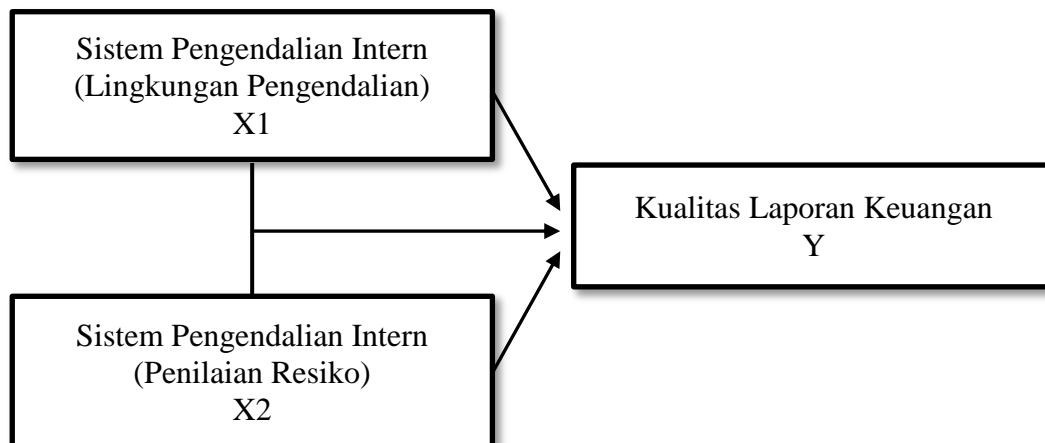 Sistem Pengendalian Intern
(Lingkungan Pengendalian)
X1
Kualitas Laporan Keuangan
Y
Sistem Pengendalian Intern
(Penilaian Resiko)
X2